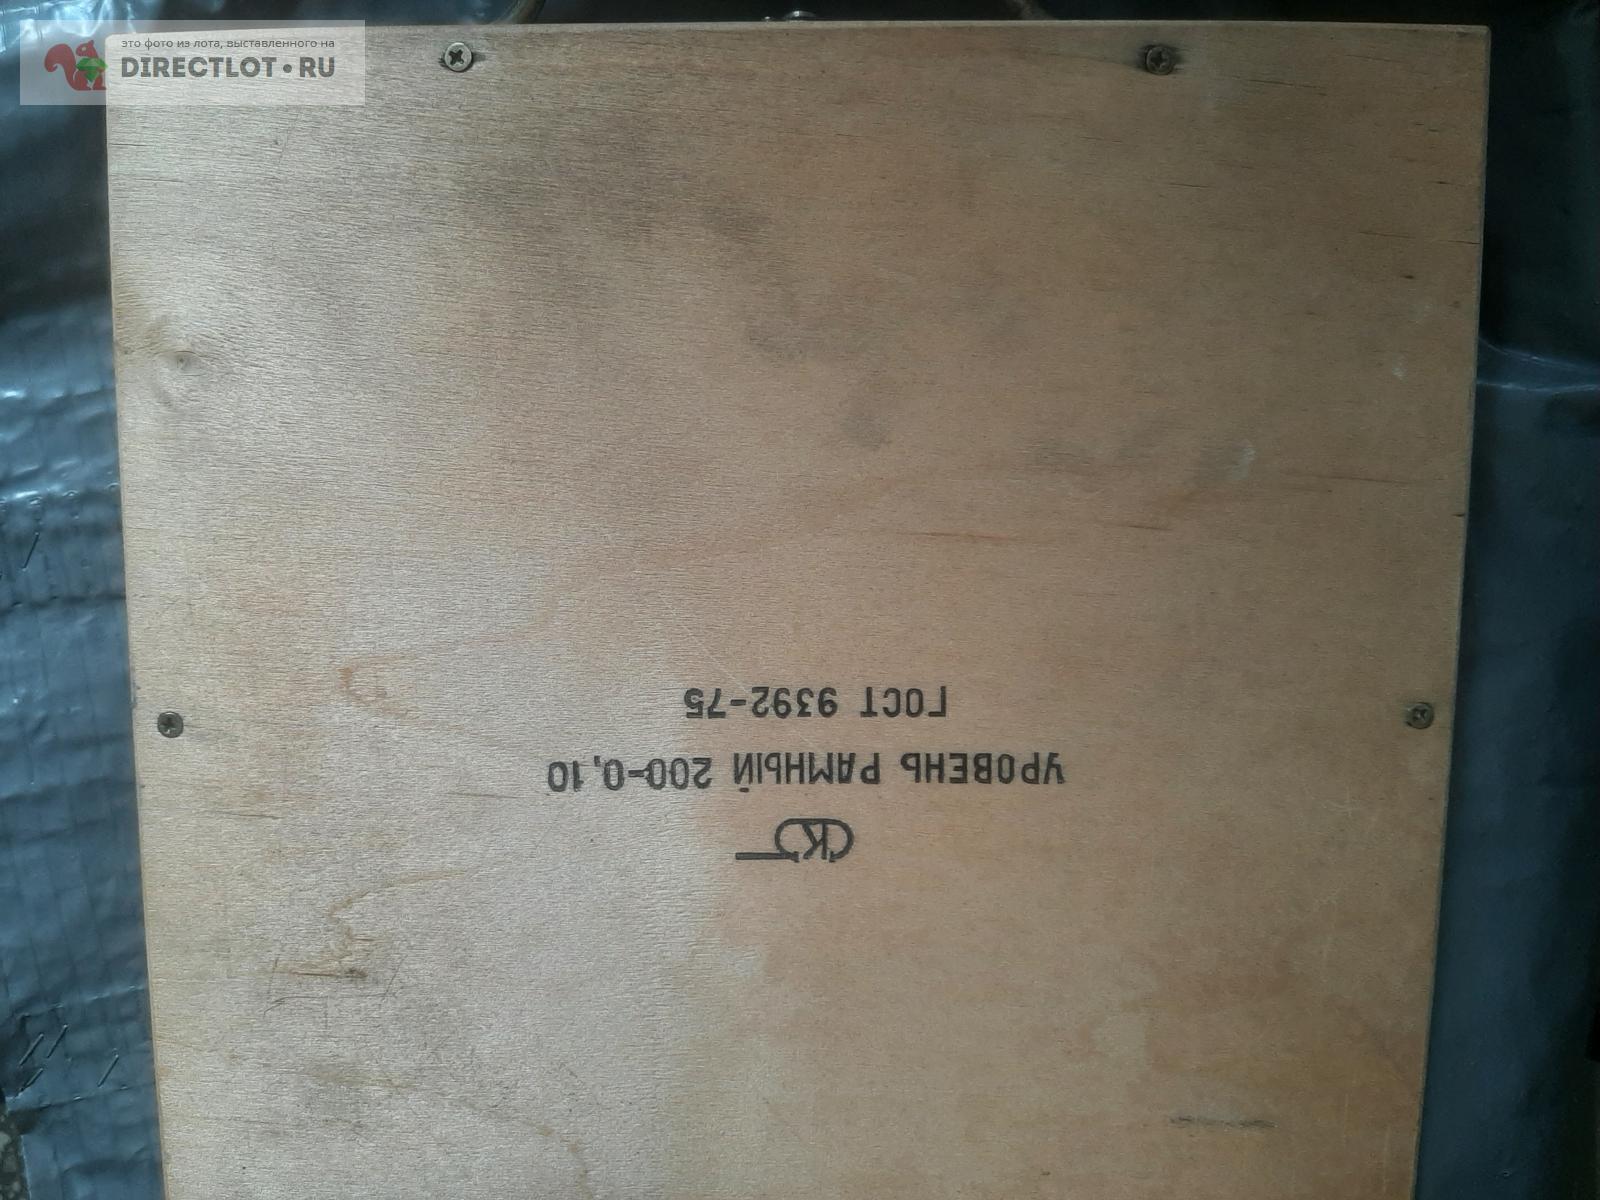 это фото из лота, выставленного на
DIRECTLOT•RU
УРОВЕНЬ РАМНЫЙ 200-0,10
ГОСТ 9392-75